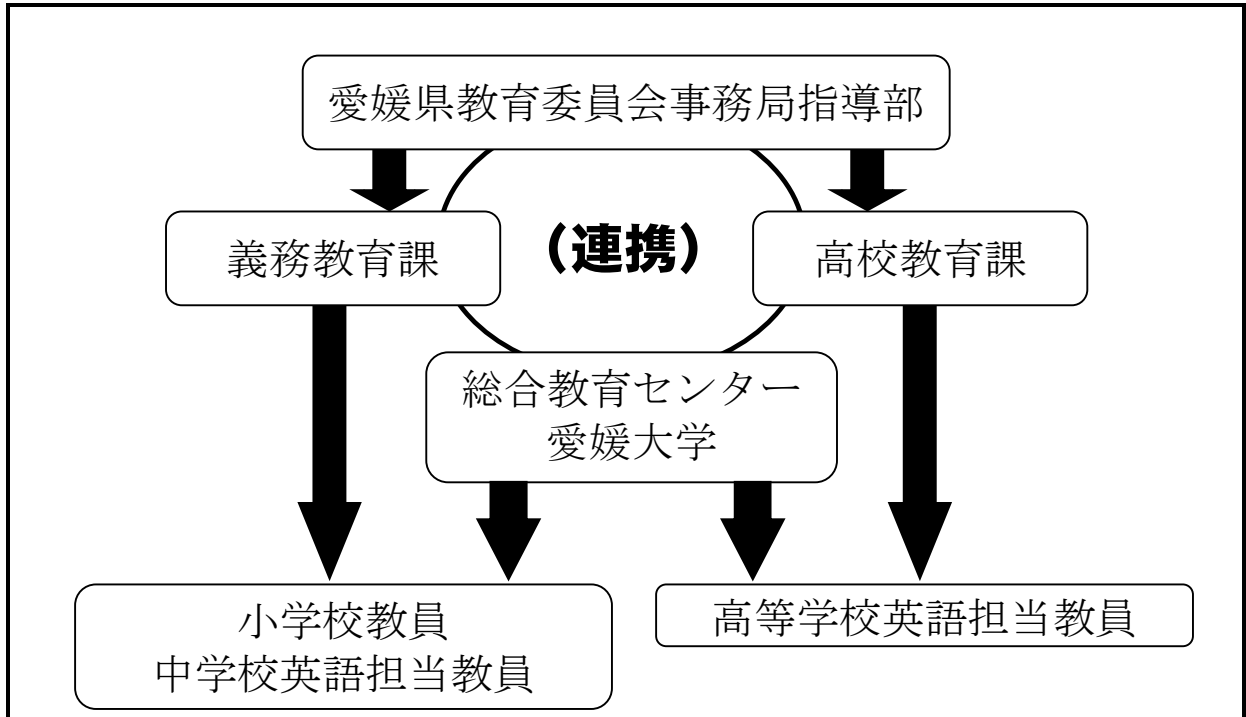 愛媛県教育委員会事務局指導部
義務教育課
（連携）
高校教育課
総合教育センター
愛媛大学
小学校教員
中学校英語担当教員
高等学校英語担当教員